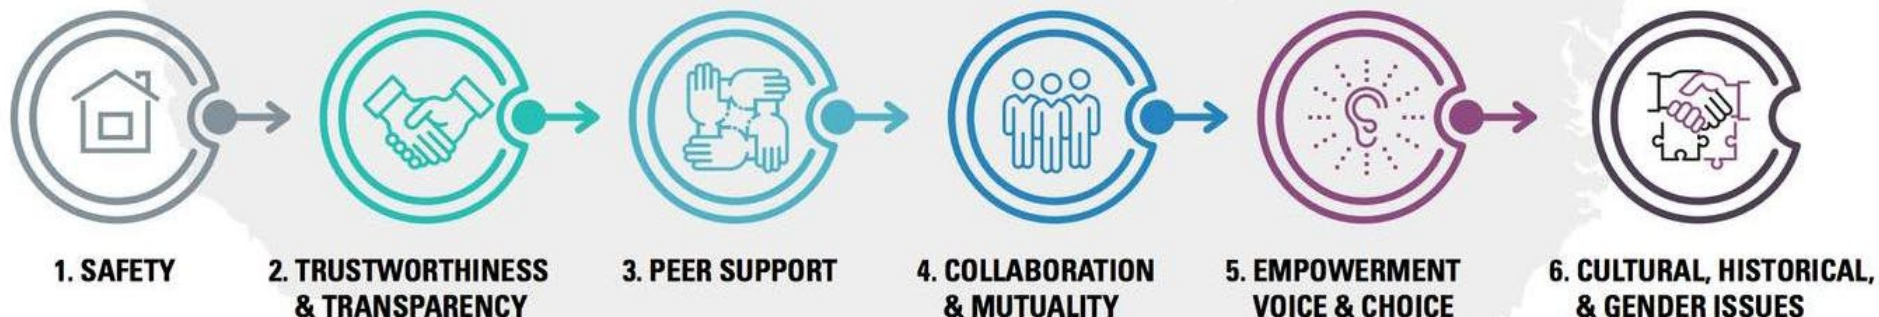 1. SAFETY
2. TRUSTWORTHINESS
& TRANSPARENCY
3. PEER SUPPORT
4. COLLABORATION
& MUTUALITY
5. EMPOWERMENT
VOICE & CHOICE
6. CULTURAL, HISTORICAL,
& GENDER ISSUES